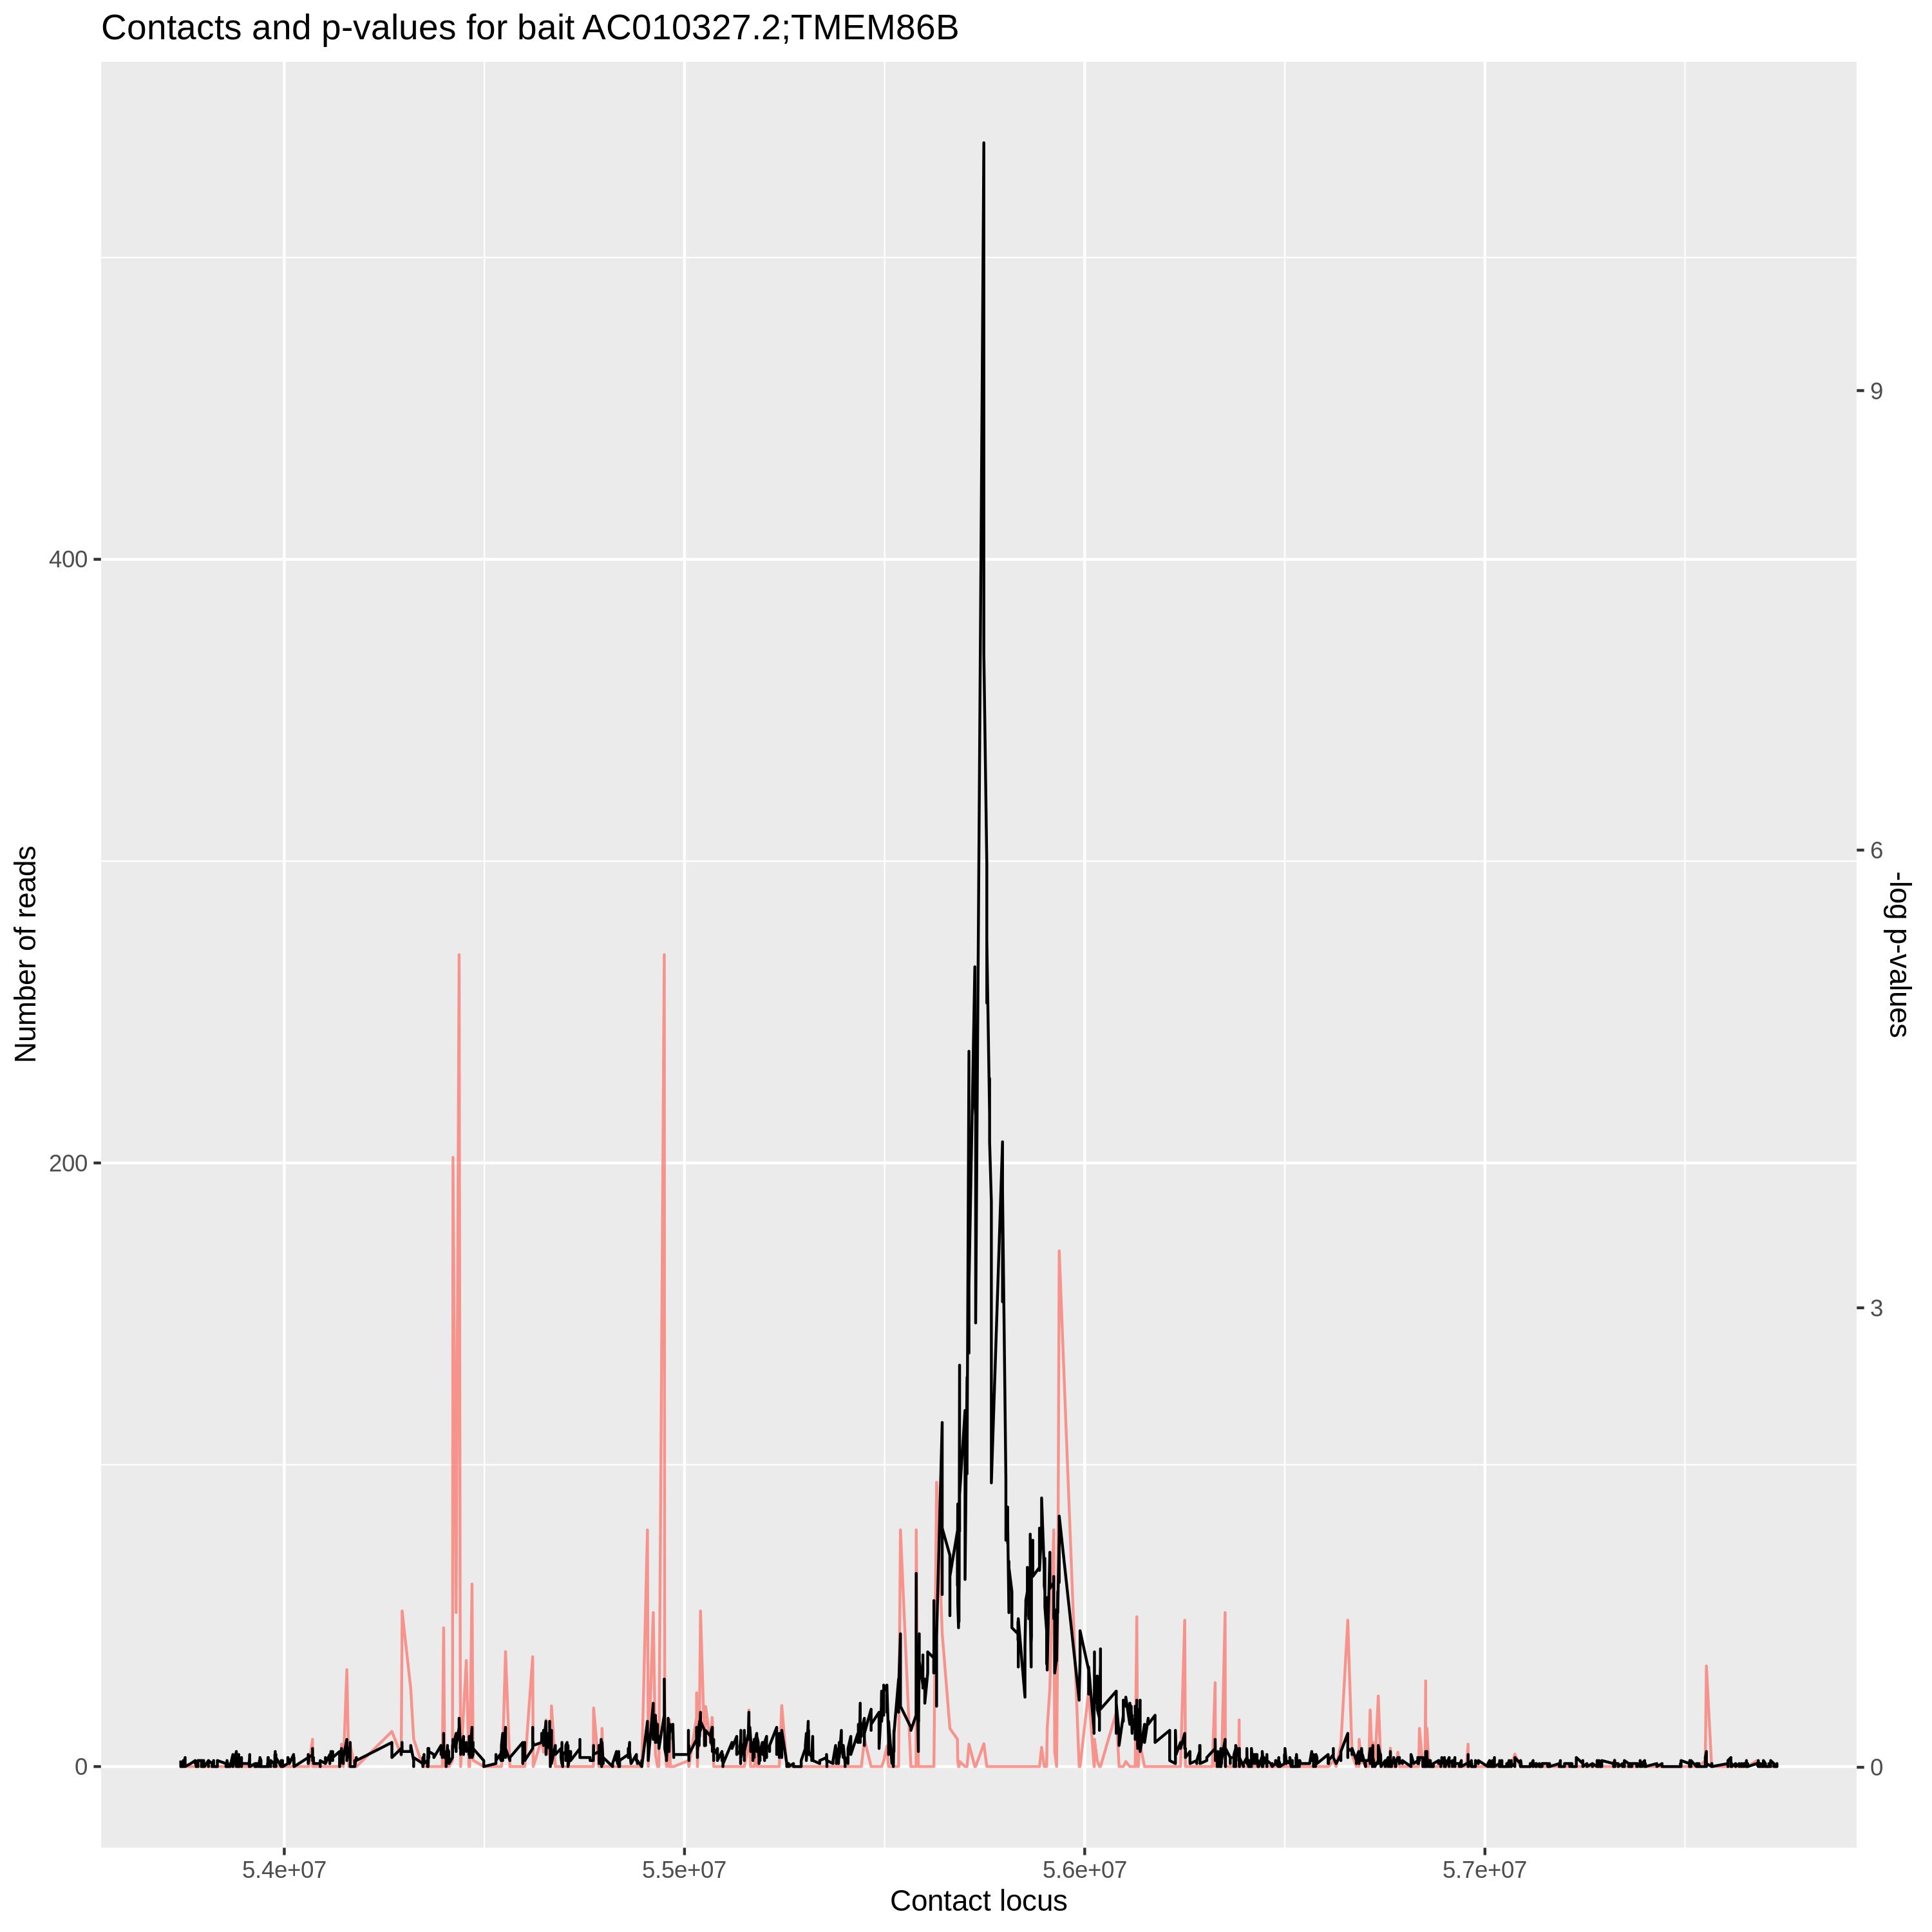 Contacts and p-values for bait AC010327.2;TMEM86B
Number of reads
400
200
0
9
6
3
0
-log p-values
5.4e+07
5.5e+07
5.6e+07
5.7e+07
Contact locus